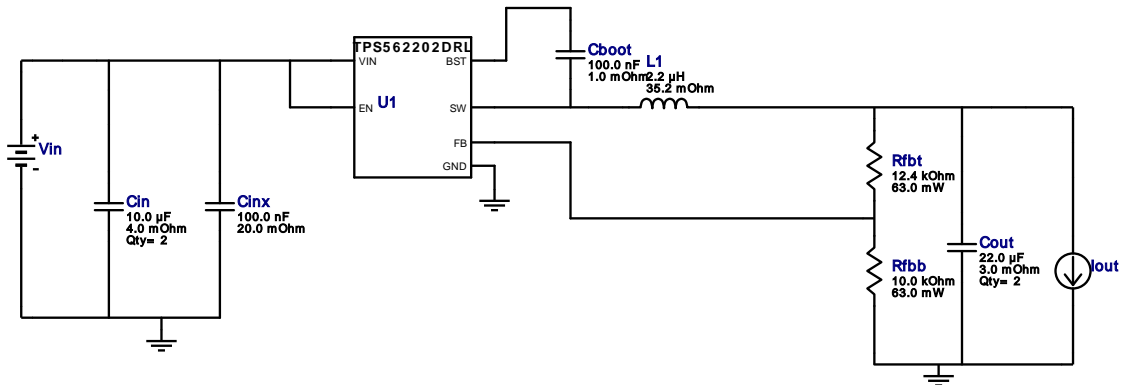 TPS562202DRL
VIN
BST
EN
U1
SW
FB
GND
Cboot
100.0 nF
1.0 mOhm
L1
2.2 µH
35.2 mOhm
+
Vin
-
Cin
10.0 µF
4.0 mOhm
Qty= 2
Cinx
100.0 nF
20.0 mOhm
Rfbt
12.4 kOhm
63.0 mW
Rfbb
10.0 kOhm
63.0 mW
Cout
22.0 µF
3.0 mOhm
Qty= 2
Iout